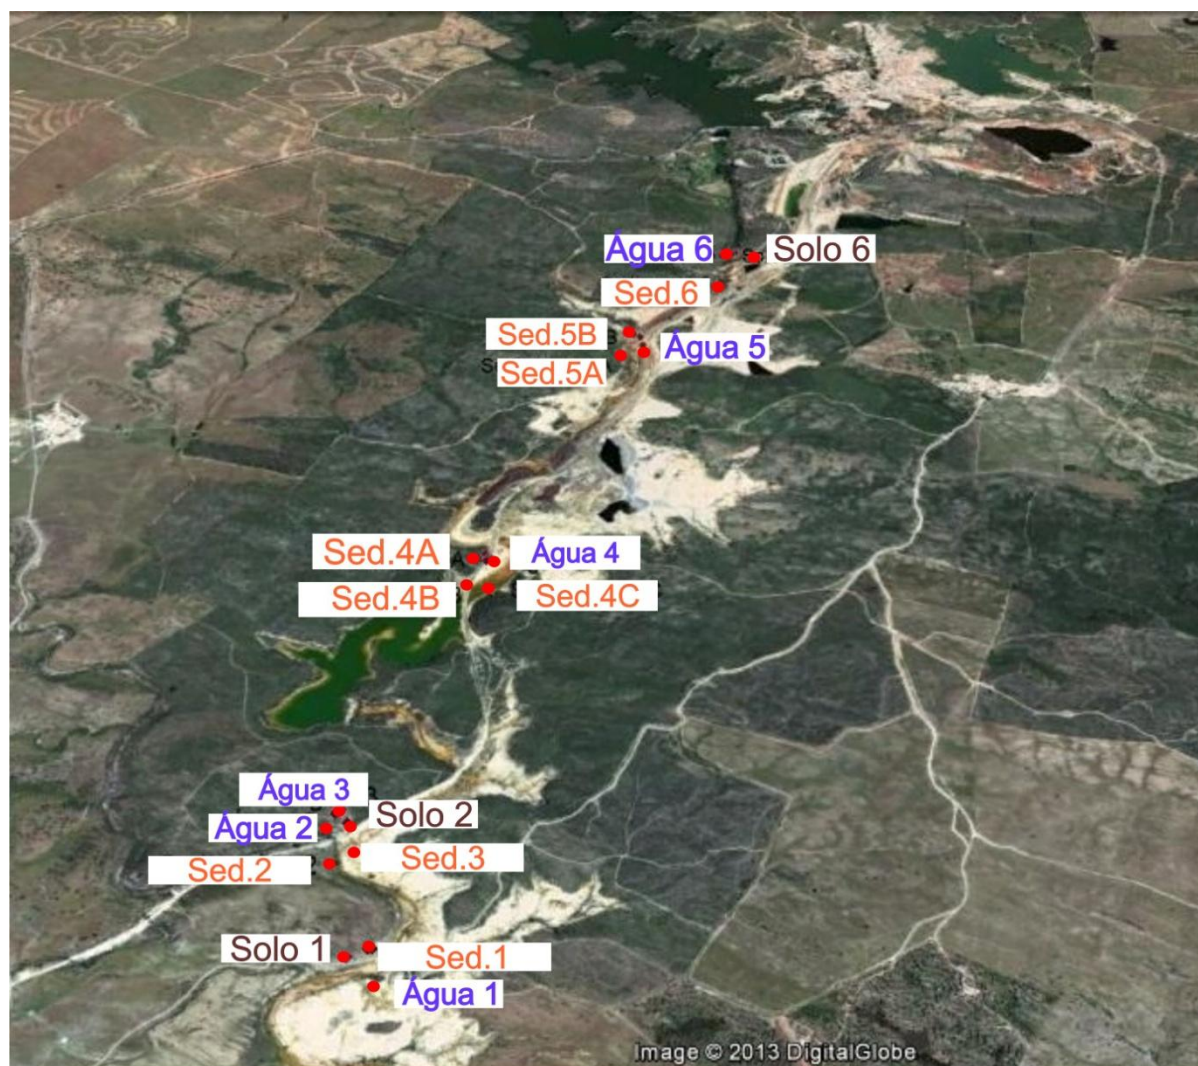 Água 6
Solo 6
Sed.6
Sed.5B
Água 5
Sed.5A
Sed.4A
Água 4
Sed.4B
Sed.4C
Água 3
Solo 2
Água 2
Sed.3
Sed.2
Solo 1
Sed.1
Água 1
Image © 2013 DigitalGlobe